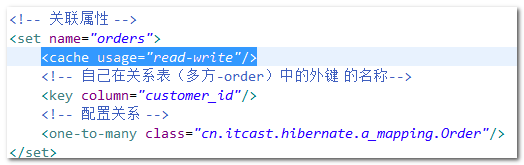 <!-- 关联属性 -->
<set name="orders">
<cache usage="read-write"/>
<!-- 自己在关系表（多方-order）中的外键 的名称-->
<key column="customer_id"/>
<!-- 配置关系 -->
<one-to-many class="cn.itcast.hibernate.a_mapping.Order"/>
</set>